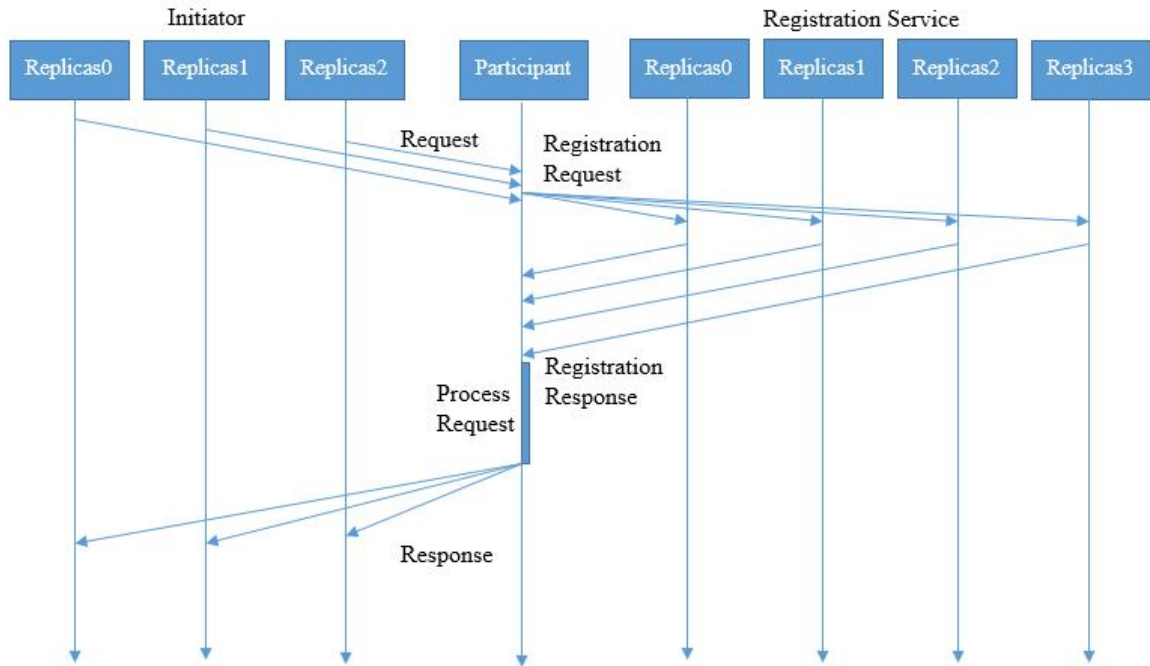 Initiator
Registration Service
Replicas0
Replicas1
Replicas2
Participant
Replicas0
Replicas1
Replicas2
Replicas3
Request
Registration
Request
Registration
Response
Process
Request
Response